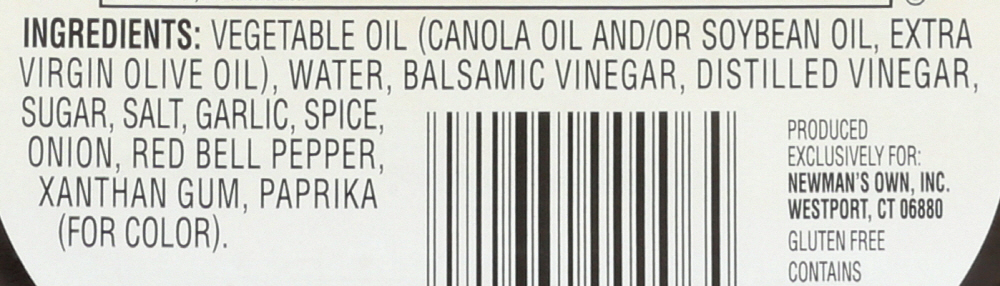 INGREDIENTS: VEGETABLE OIL (CANOLA OIL AND/OR SOYBEAN OIL, EXTRA
VIRGIN OLIVE OIL), WATER, BALSAMIC VINEGAR, DISTILLED VINEGAR,
SUGAR, SALT, GARLIC, SPICE,
ONION, RED BELL PEPPER,
XANTHAN GUM, PAPRIKA
(FOR COLOR).
PRODUCED
EXCLUSIVELY FOR:
NEWMAN'S OWN, INC.
WESTPORT, CT 06880
GLUTEN FREE
CONTAINS